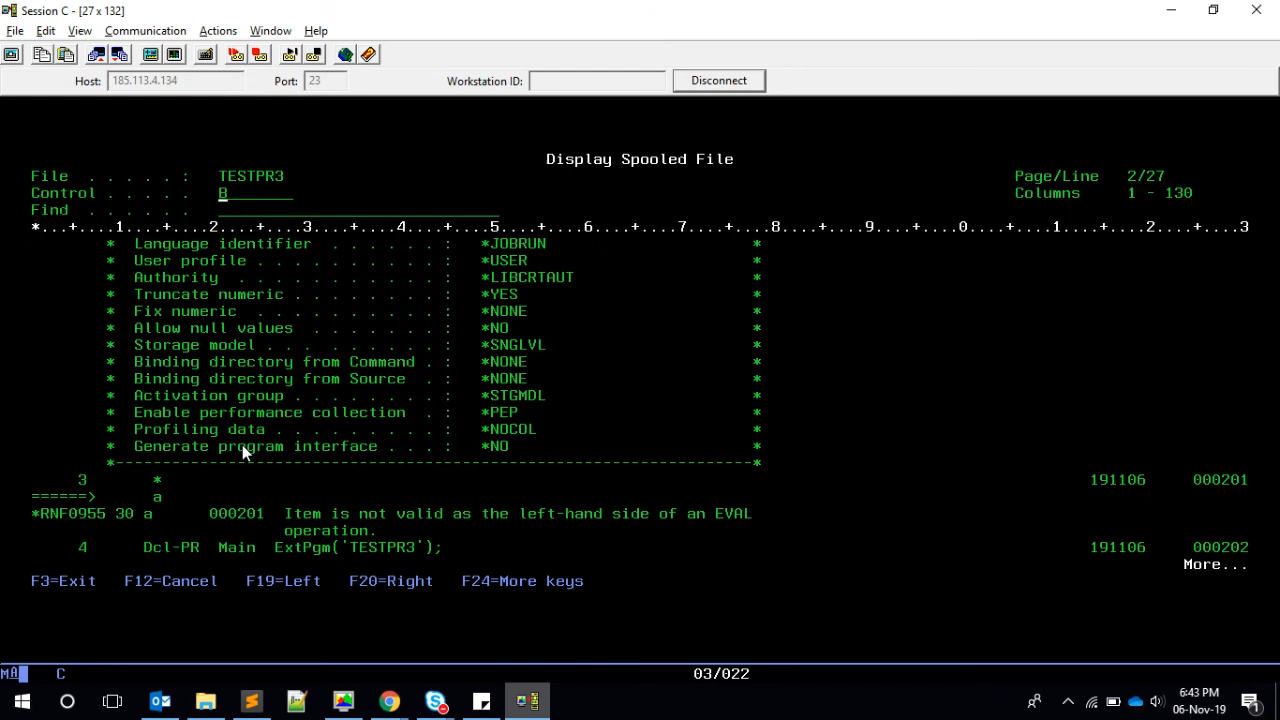 Session C - [27 x 132]
File Edit View Communication Actions Window Help
Host: 185.113.4.134 Port: 23 Workstation ID: Disconnect
Display Spooled File
File . . . . . : TESTPR3 Page/Line 2/27
Control . . . . . B Columns 1 - 130
Find . . . . . .
*...+....1....+....2....+....3....+....4....+....5....+....6....+....7....+....8....+....9....+....0....+....1....+....2....+....3
* Language identifier . . . . . . : *JOBRUN *
* User profile . . . . . . . . . . : *USER *
* Authority . . . . . . . . . . . : *LIBCRTAUT *
* Truncate numeric . . . . . . . . : *YES *
* Fix numeric . . . . . . . . . . : *NONE *
* Allow null values . . . . . . . : *NO *
* Storage model . . . . . . . . . : *SNGLVL *
* Binding directory from Command . : *NONE *
* Binding directory from Source . : *NONE *
* Activation group . . . . . . . . : *STGMDL *
* Enable performance collection . : *PEP *
* Profiling data . . . . . . . . . : *NOCOL *
* Generate program interface . . . : *NO *
*--------------------------------------------------------------------*
3 * 191106 000201
======> a
*RNF0955 30 a 000201 Item is not valid as the left-hand side of an EVAL
operation.
4 Dcl-PR Main ExtPgm('TESTPR3'); 191106 000202
More...
F3=Exit F12=Cancel F19=Left F20=Right F24=More keys
MA C 03/022
6:43 PM
06-Nov-19
1